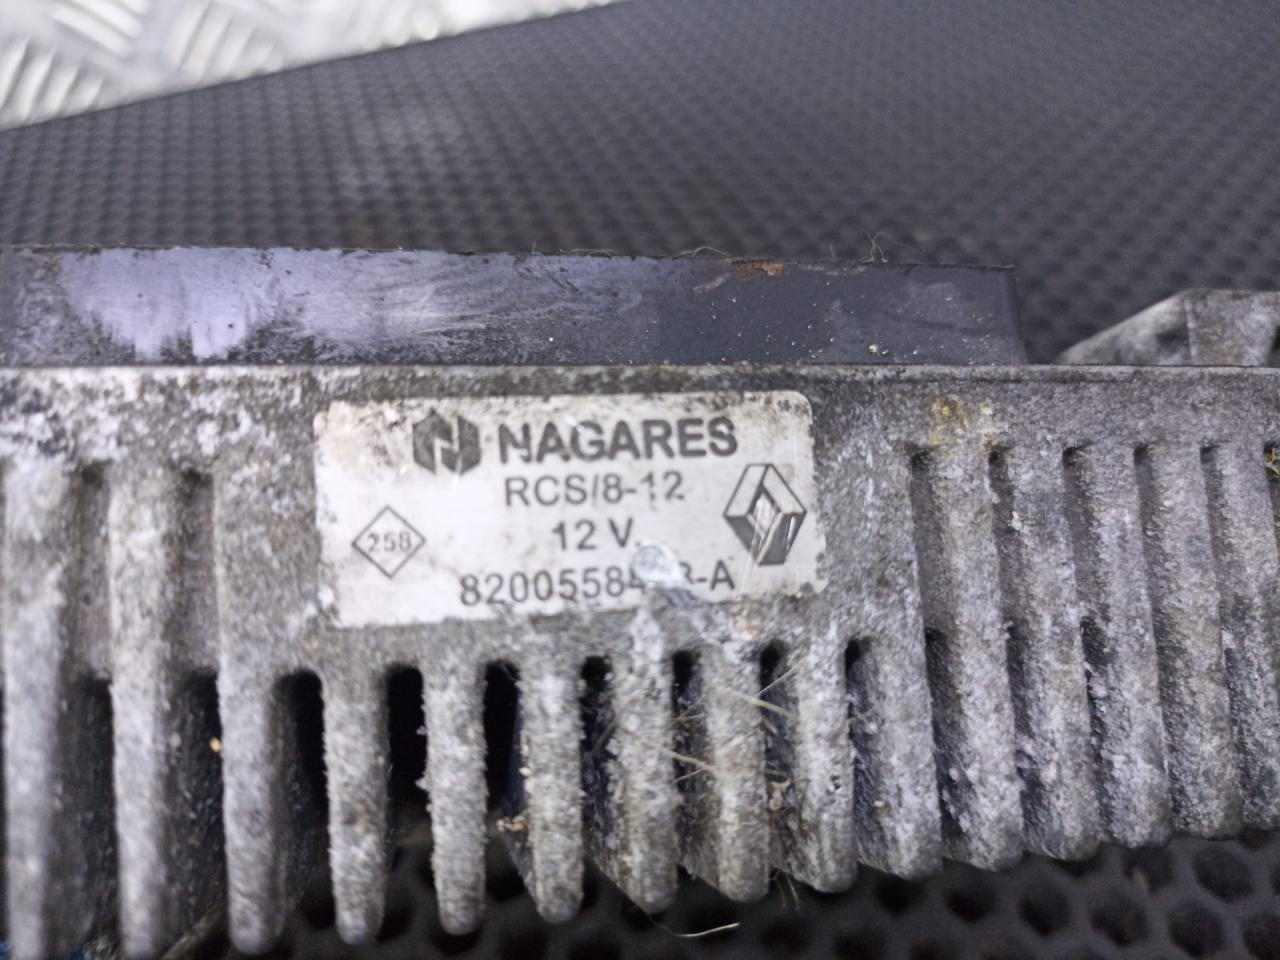 NAGARES
RCS/8-12
12 V.
258